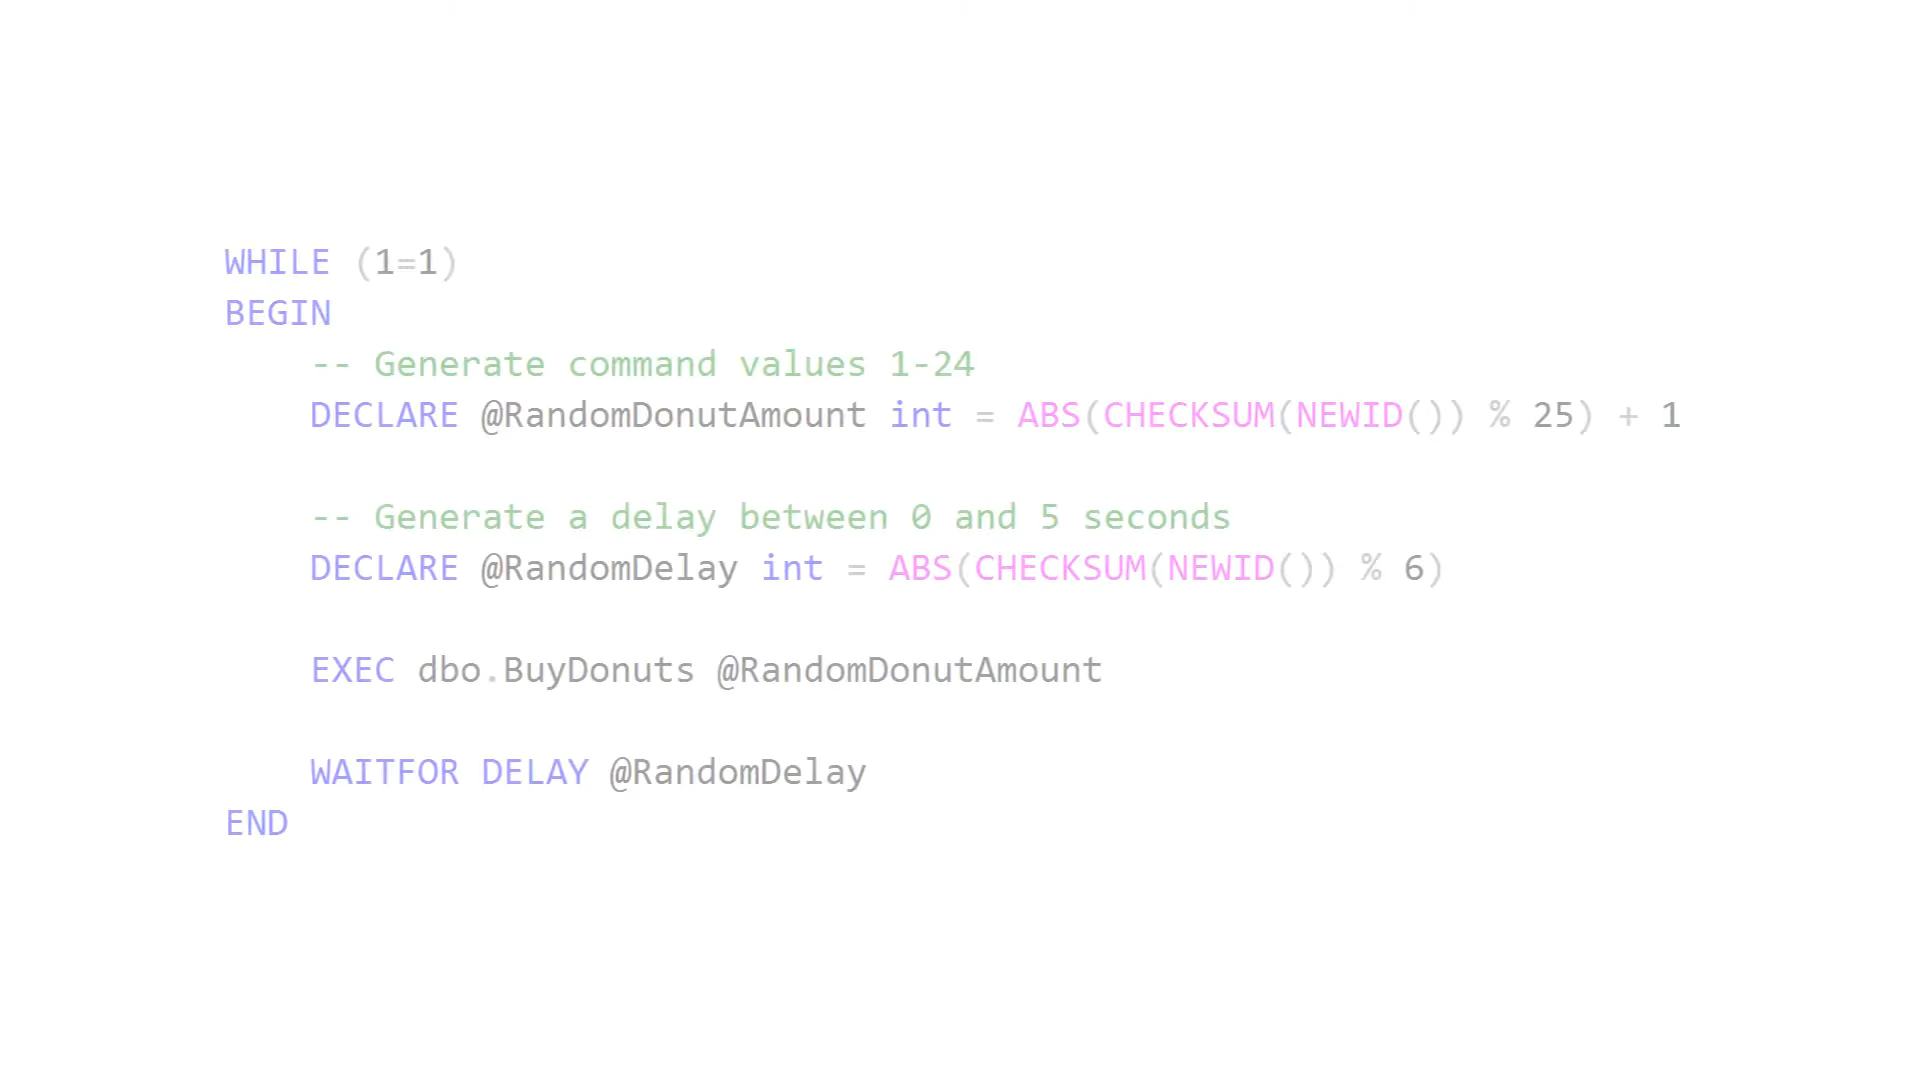 WHILE (1=1)
BEGIN
-- Generate command values 1-24
DECLARE @RandomDonutAmount int = ABS(CHECKSUM(NEWID()) % 25) + 1
-- Generate a delay between 0 and 5 seconds
DECLARE @RandomDelay int = ABS(CHECKSUM(NEWID()) % 6)
EXEC dbo.BuyDonuts @RandomDonutAmount
WAITFOR DELAY @RandomDelay
END